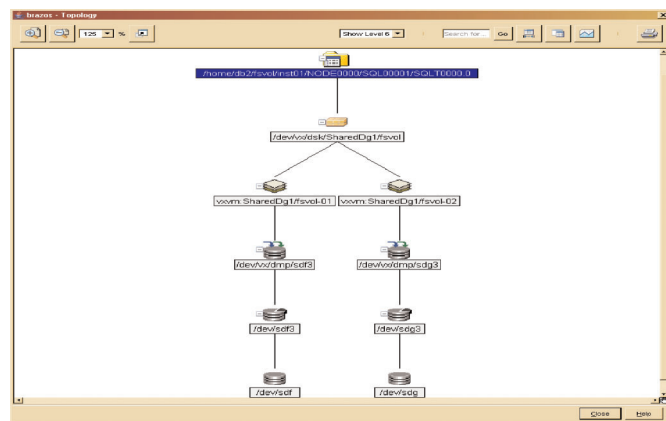 brazos - Topology
125 %
Show Level 6
Search for...
Go
/home/db2/fsvol/inst01/NODE0000/SQL00001/SQLT0000.0
/dev/vx/dsk/SharedDg1/fsvol
vxvm:SharedDg1/fsvol-01
vxvm:SharedDg1/fsvol-02
/dev/vx/dmp/sdf3
/dev/vx/dmp/sdg3
/dev/sdf3
/dev/sdg3
/dev/sdf
/dev/sdg
Close
Help